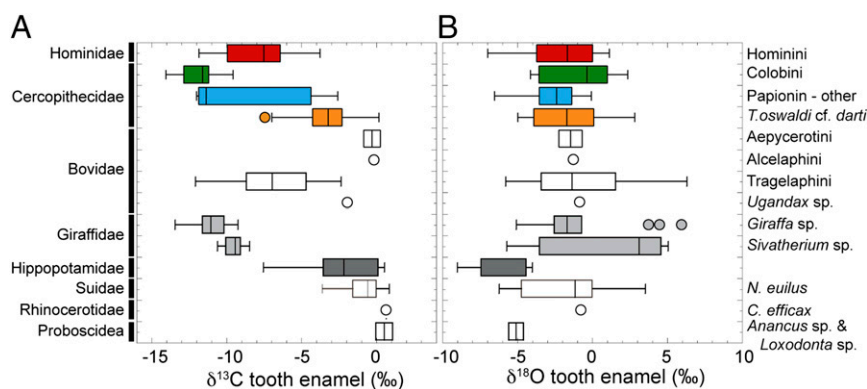 A
B
Hominidae
Hominini
Colobini
Cercopithecidae
Papionin - other
T.oswaldi cf. darti
Aepycerotini
Alcelaphini
Bovidae
Tragelaphini
Ugandax sp.
Giraffidae
Giraffa sp.
Sivatherium sp.
Hippopotamidae
Suidae
N. euilus
Rhinocerotidae
C. efficax
Proboscidea
Anancus sp. &
Loxodonta sp.
-15 -10 -5 0
-10 -5 0 5 10
δ13C tooth enamel (‰)
δ18O tooth enamel (‰)